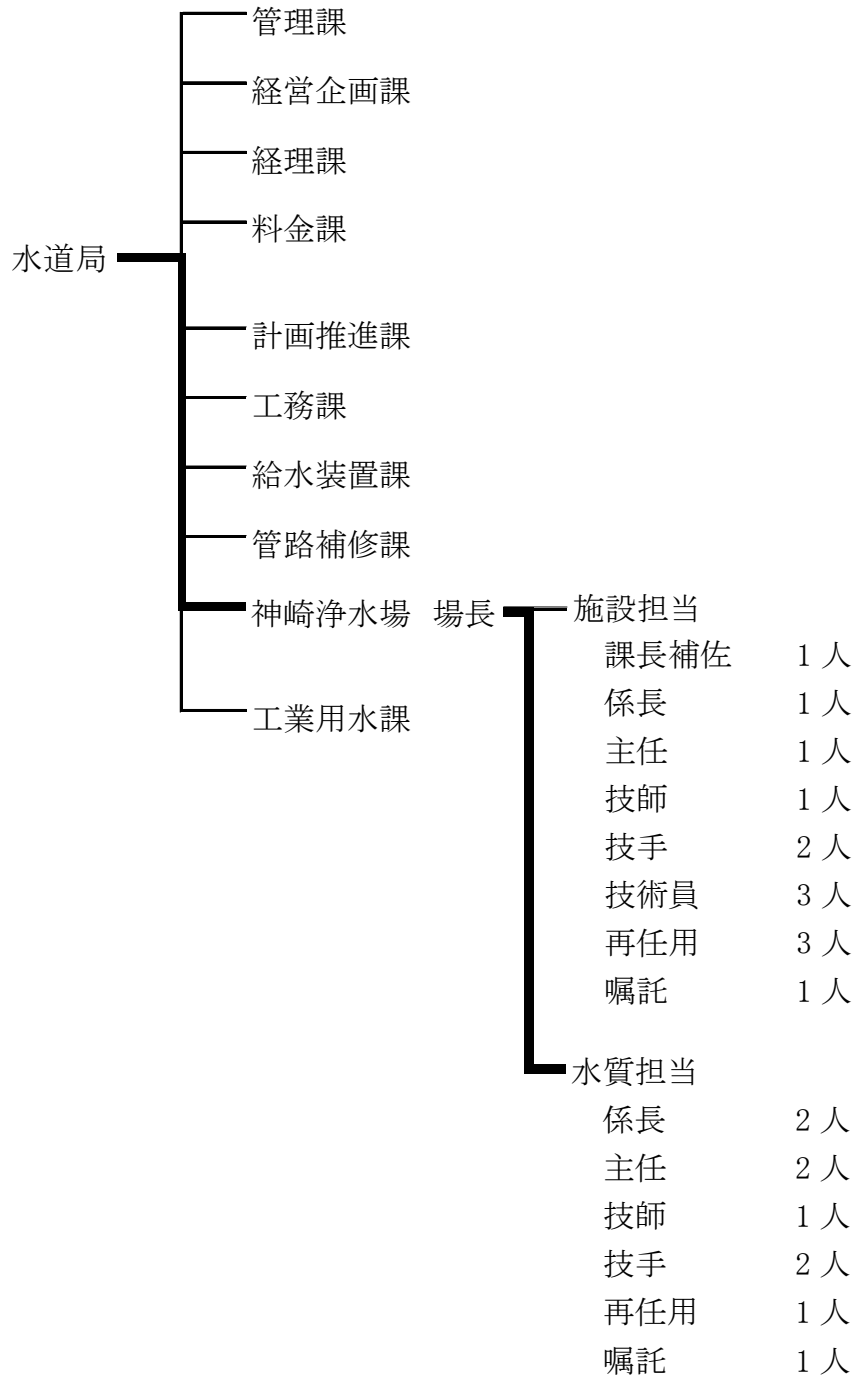 管理課
経営企画課
経理課
料金課
水道局
計画推進課
工務課
給水装置課
管路補修課
神崎浄水場 場長
施設担当
課長補佐 1人
係長 1人
主任 1人
技師 1人
技手 2人
技術員 3人
再任用 3人
嘱託 1人
水質担当
係長 2人
主任 2人
技師 1人
技手 2人
再任用 1人
嘱託 1人
工業用水課